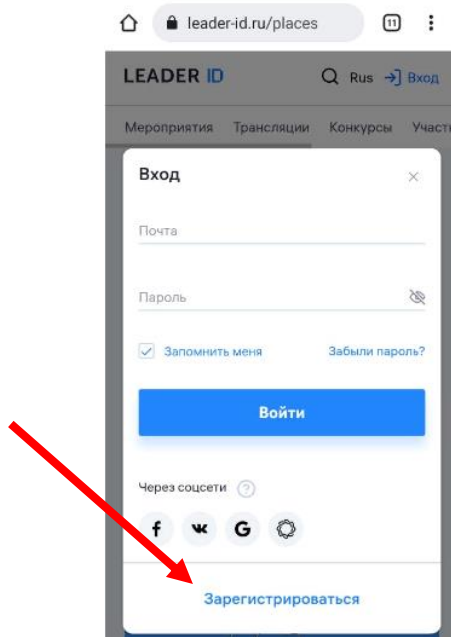 leader-id.ru/places 11
LEADER ID Rus Вход
Мероприятия Трансляции Конкурсы Участ
Вход
Почта
Пароль
Запомнить меня Забыли пароль?
Войти
Через соцсети ?
f G
Зарегистрироваться